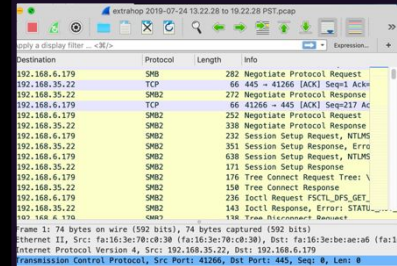 extrahop 2019-07-24 13.22.28 to 19.22.28 PST.pcap
Apply a display filter ... <⌘/>
Expression...
+
Destination Protocol Length Info
192.168.6.179 SMB 282 Negotiate Protocol Request
192.168.35.22 TCP 66 445 → 41266 [ACK] Seq=1 Ack=
192.168.35.22 SMB2 272 Negotiate Protocol Response
192.168.6.179 TCP 66 41266 → 445 [ACK] Seq=217 Ac
192.168.6.179 SMB2 252 Negotiate Protocol Request
192.168.35.22 SMB2 338 Negotiate Protocol Response
192.168.6.179 SMB2 232 Session Setup Request, NTLMS
192.168.35.22 SMB2 351 Session Setup Response, Erro
192.168.6.179 SMB2 638 Session Setup Request, NTLMS
192.168.35.22 SMB2 171 Session Setup Response
192.168.6.179 SMB2 176 Tree Connect Request Tree: \
192.168.35.22 SMB2 150 Tree Connect Response
192.168.6.179 SMB2 236 Ioctl Request FSCTL_DFS_GET_
192.168.35.22 SMB2 143 Ioctl Response, Error: STATU
192.168.6.179 SMB2 138 Tree Disconnect Request
Frame 1: 74 bytes on wire (592 bits), 74 bytes captured (592 bits)
Ethernet II, Src: fa:16:3e:70:c0:30 (fa:16:3e:70:c0:30), Dst: fa:16:3e:be:ae:a6 (fa:1
Internet Protocol Version 4, Src: 192.168.35.22, Dst: 192.168.6.179
Transmission Control Protocol, Src Port: 41266, Dst Port: 445, Seq: 0, Len: 0